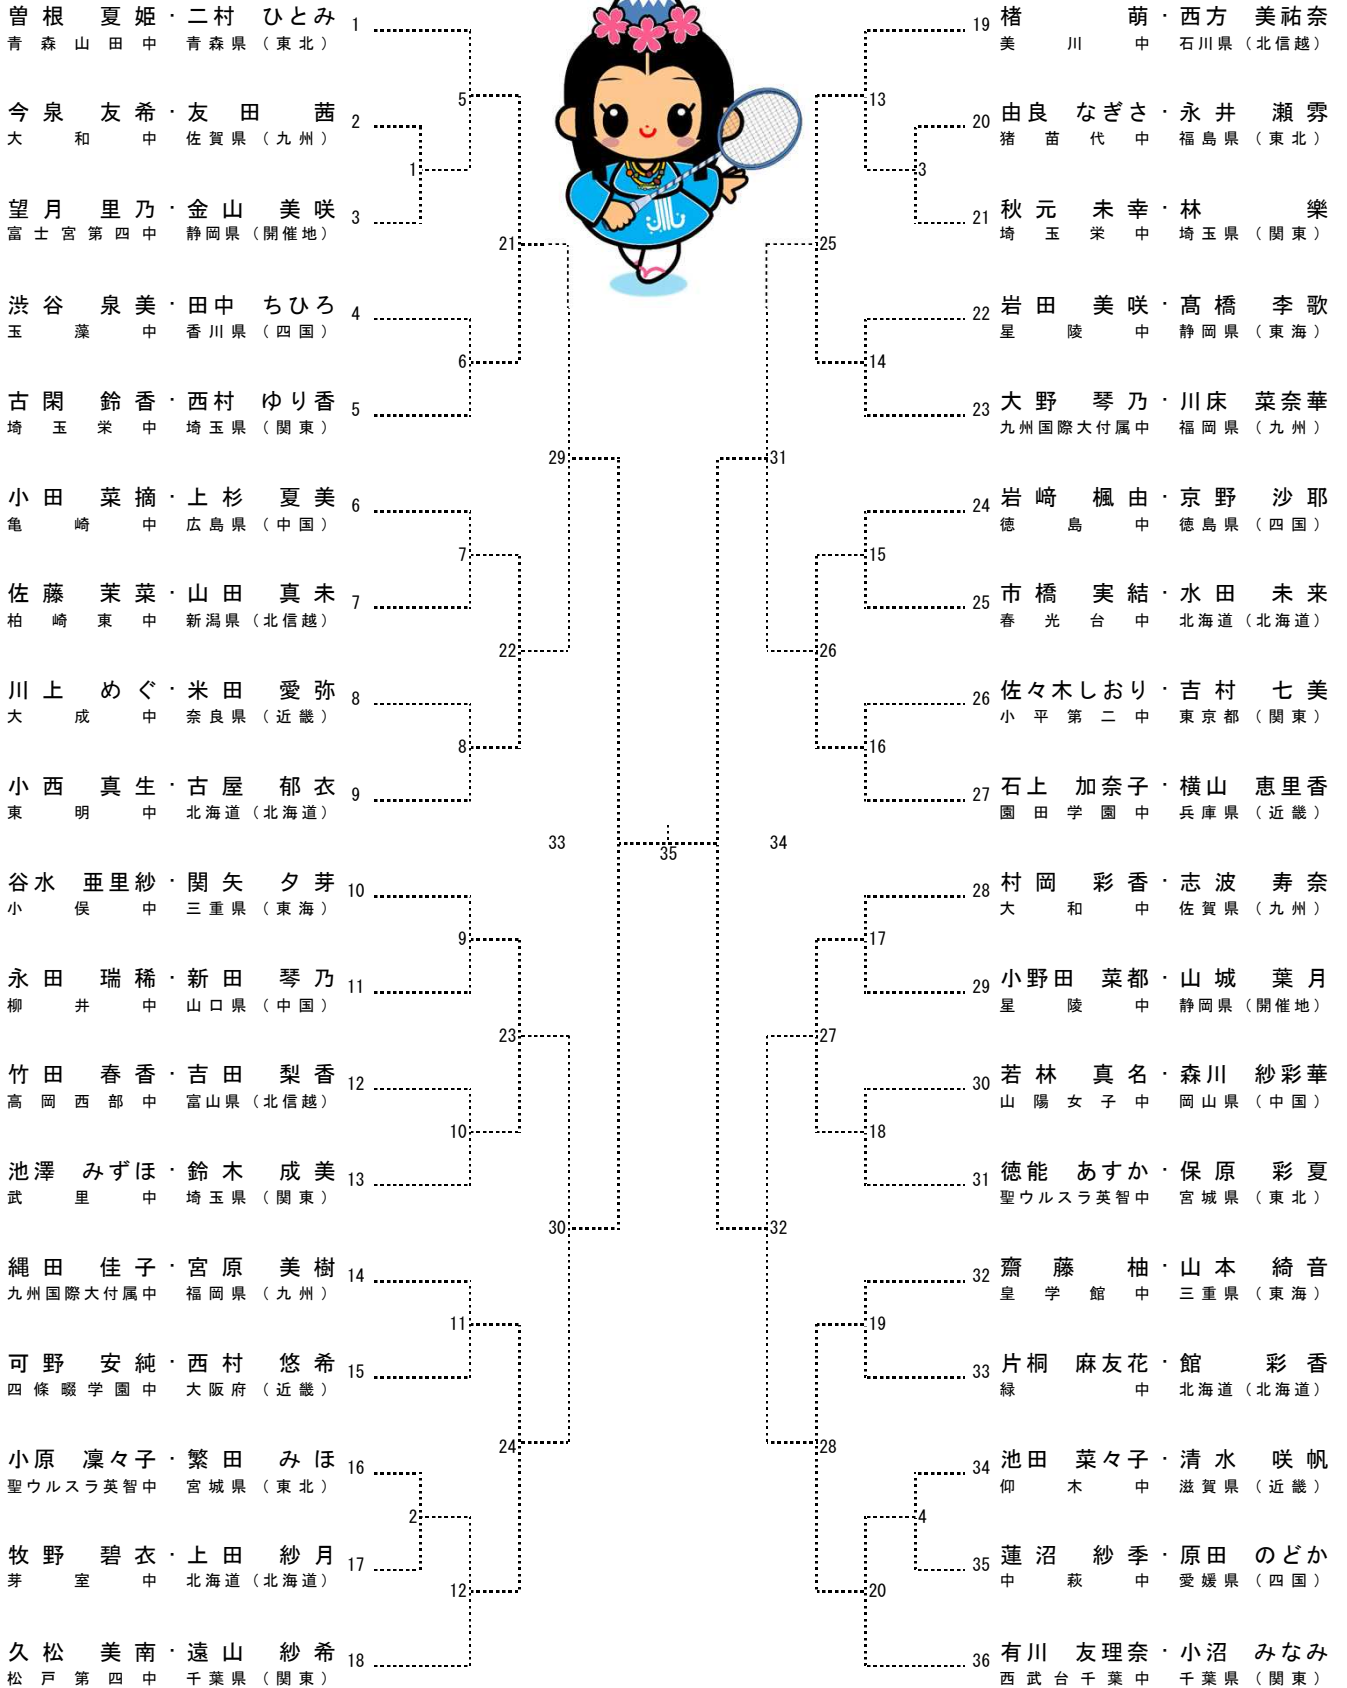 曽根 夏姫・二村 ひとみ 1
青森山田中 青森県（東北）
今泉 友希・友田 茜 2
大和中 佐賀県（九州）
望月 里乃・金山 美咲 3
富士宮第四中 静岡県（開催地）
渋谷 泉美・田中 ちひろ 4
玉藻中 香川県（四国）
古閑 鈴香・西村 ゆり香 5
埼玉栄中 埼玉県（関東）
小田 菜摘・上杉 夏美 6
亀崎中 広島県（中国）
佐藤 茉菜・山田 真未 7
柏崎東中 新潟県（北信越）
川上 めぐ・米田 愛弥 8
大成中 奈良県（近畿）
小西 真生・古屋 郁衣 9
東明中 北海道（北海道）
谷水 亜里紗・関矢 夕芽 10
小俣中 三重県（東海）
永田 瑞稀・新田 琴乃 11
柳井中 山口県（中国）
竹田 春香・吉田 梨香 12
高岡西部中 富山県（北信越）
池澤 みずほ・鈴木 成美 13
武里中 埼玉県（関東）
縄田 佳子・宮原 美樹 14
九州国際大付属中 福岡県（九州）
可野 安純・西村 悠希 15
四條畷学園中 大阪府（近畿）
小原 凜々子・繁田 みほ 16
聖ウルスラ英智中 宮城県（東北）
牧野 碧衣・上田 紗月 17
芽室中 北海道（北海道）
久松 美南・遠山 紗希 18
松戸第四中 千葉県（関東）
5
1
21
6
29
7
22
8
33
9
23
10
30
11
24
2
12
35
13
3
25
14
31
15
26
16
34
17
27
18
32
19
28
4
20
19 楮 萌・西方 美祐奈
美川中 石川県（北信越）
20 由良 なぎさ・永井 瀬雰
猪苗代中 福島県（東北）
21 秋元 未幸・林 樂
埼玉栄中 埼玉県（関東）
22 岩田 美咲・髙橋 李歌
星陵中 静岡県（東海）
23 大野 琴乃・川床 菜奈華
九州国際大付属中 福岡県（九州）
24 岩﨑 楓由・京野 沙耶
徳島中 徳島県（四国）
25 市橋 実結・水田 未来
春光台中 北海道（北海道）
26 佐々木しおり・吉村 七美
小平第二中 東京都（関東）
27 石上 加奈子・横山 恵里香
園田学園中 兵庫県（近畿）
28 村岡 彩香・志波 寿奈
大和中 佐賀県（九州）
29 小野田 菜都・山城 葉月
星陵中 静岡県（開催地）
30 若林 真名・森川 紗彩華
山陽女子中 岡山県（中国）
31 徳能 あすか・保原 彩夏
聖ウルスラ英智中 宮城県（東北）
32 齋藤 柚・山本 綺音
皇学館中 三重県（東海）
33 片桐 麻友花・館 彩香
緑中 北海道（北海道）
34 池田 菜々子・清水 咲帆
仰木中 滋賀県（近畿）
35 蓮沼 紗季・原田 のどか
中萩中 愛媛県（四国）
36 有川 友理奈・小沼 みなみ
西武台千葉中 千葉県（関東）